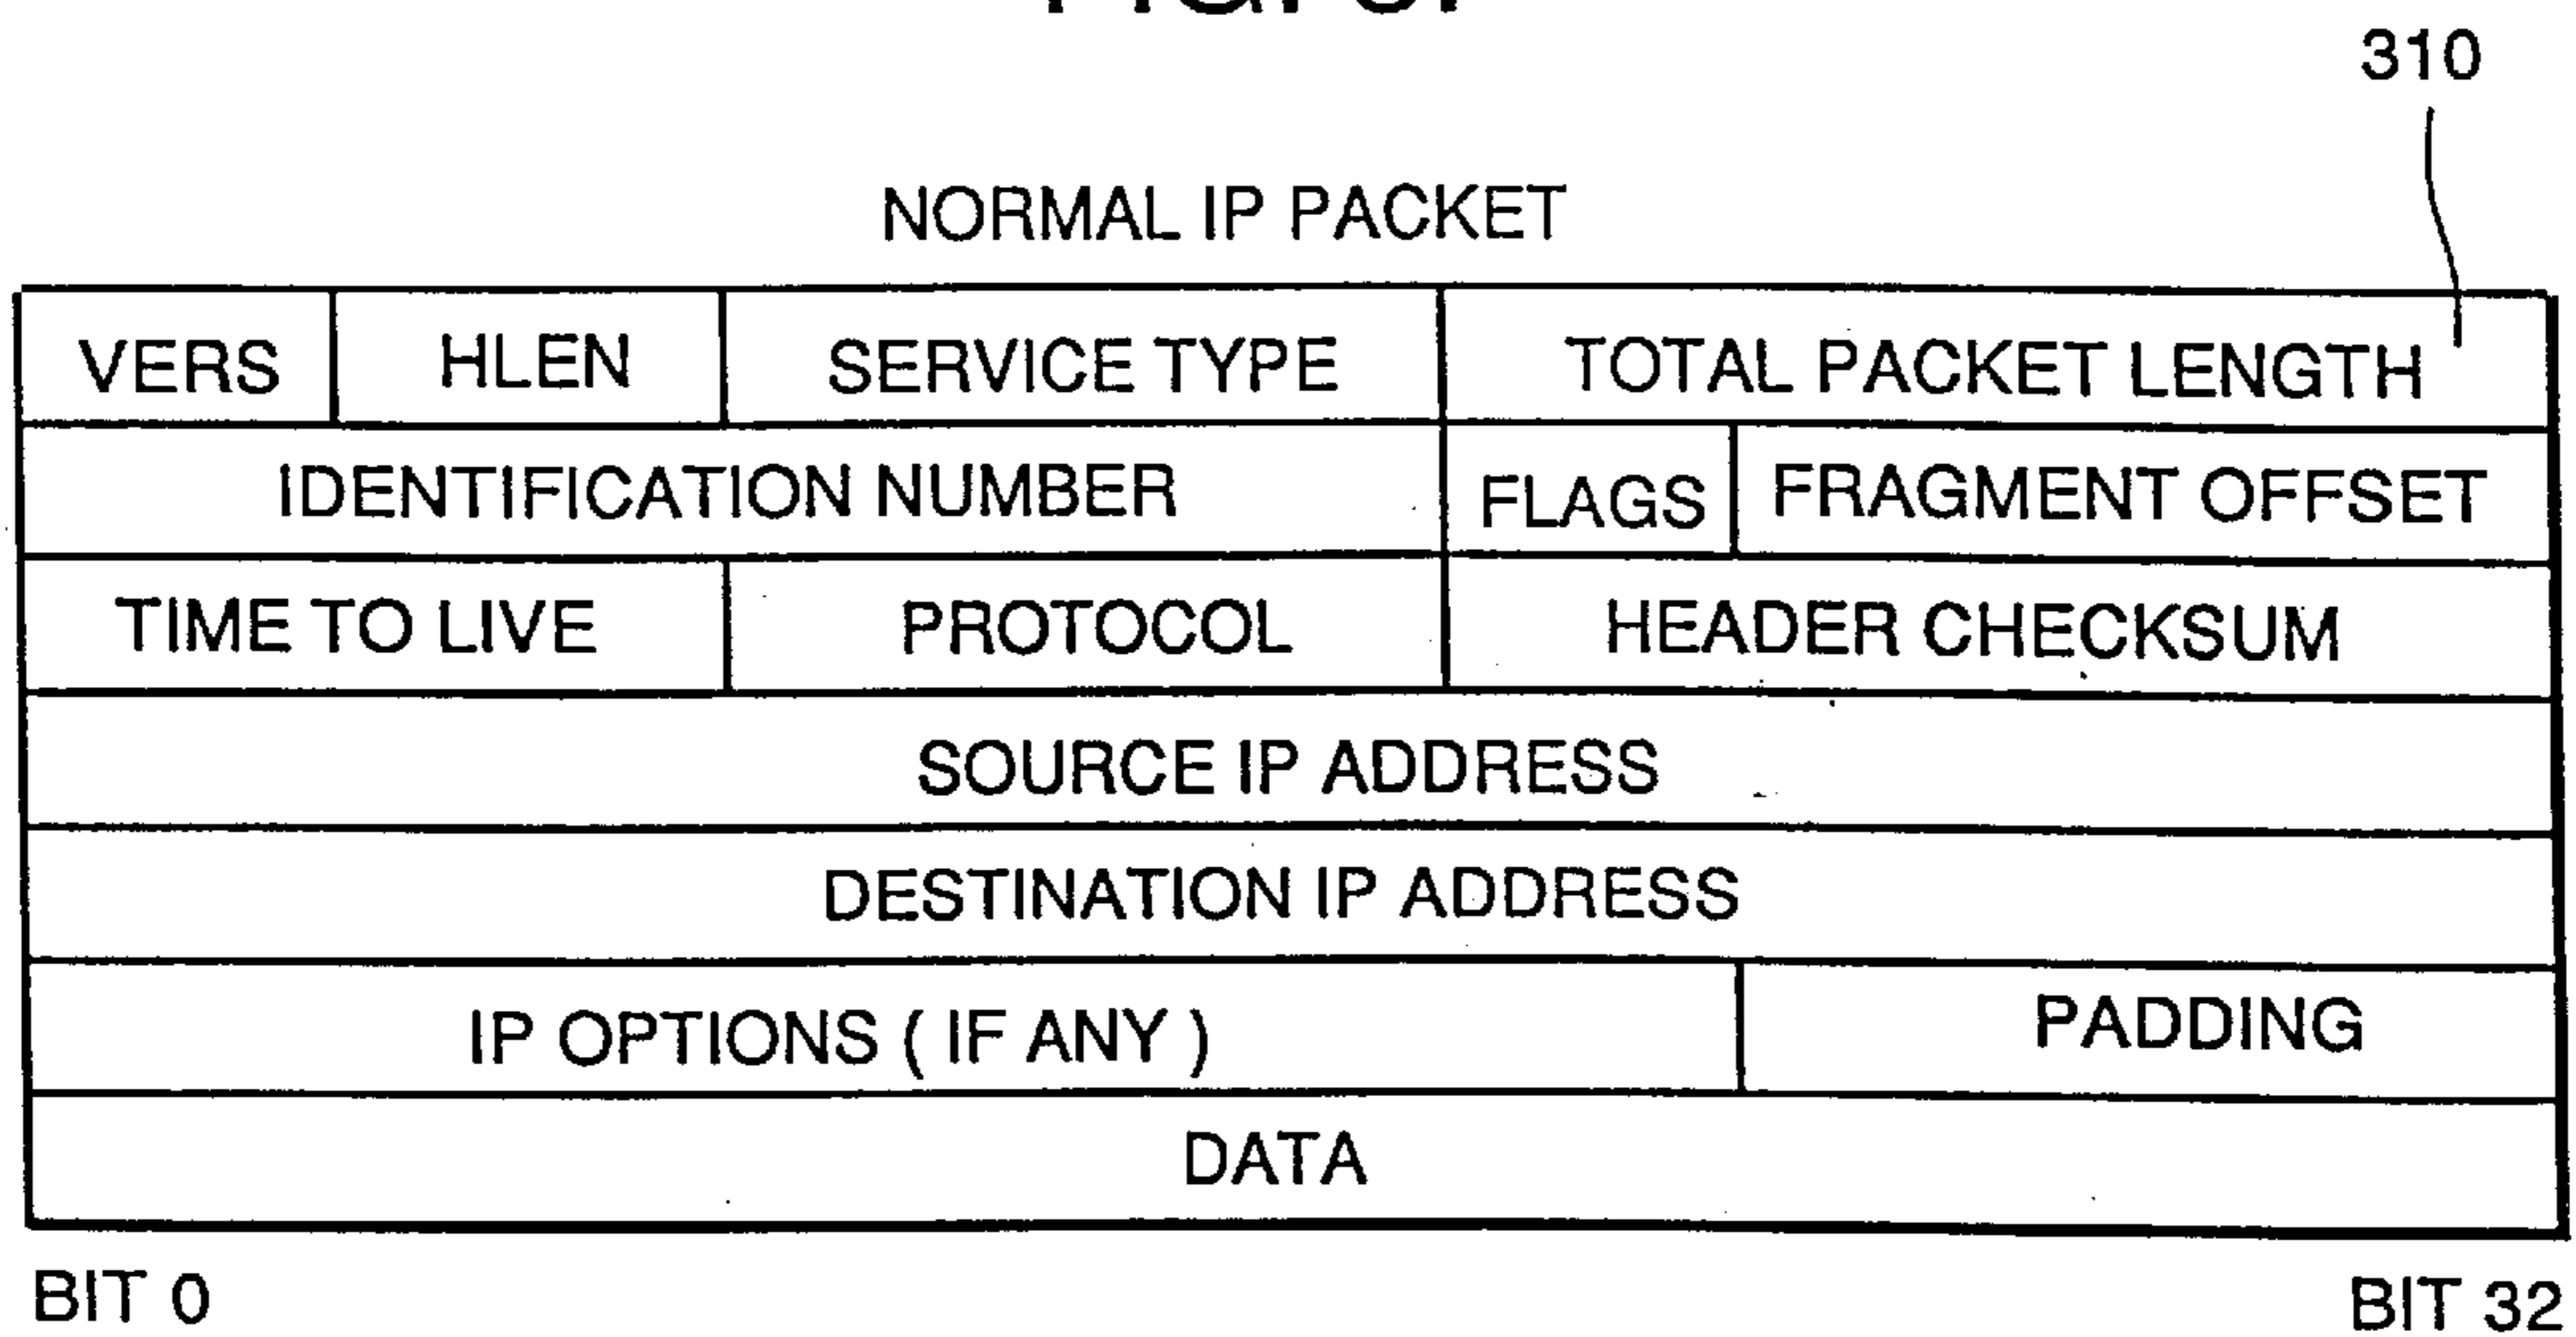 310
NORMAL IP PACKET
VERS HLEN SERVICE TYPE TOTAL PACKET LENGTH
IDENTIFICATION NUMBER FLAGS FRAGMENT OFFSET
TIME TO LIVE PROTOCOL HEADER CHECKSUM
SOURCE IP ADDRESS
DESTINATION IP ADDRESS
IP OPTIONS ( IF ANY ) PADDING
DATA
BIT 0 BIT 32